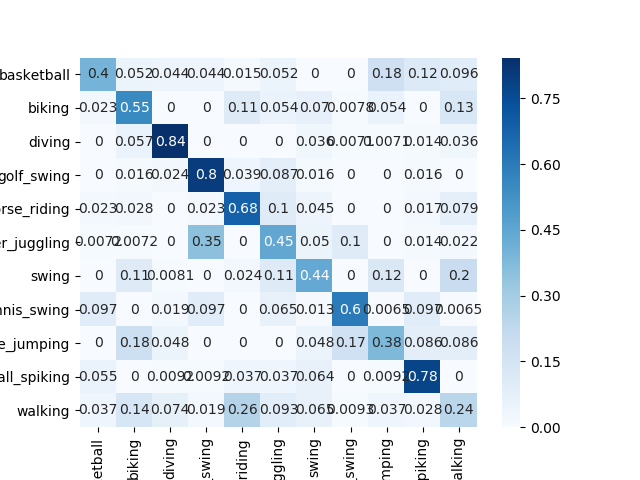 basketball 0.4 0.052 0.044 0.044 0.015 0.052 0 0 0.18 0.12 0.096
biking 0.023 0.55 0 0 0.11 0.054 0.07 0.0078 0.054 0 0.13
diving 0 0.057 0.84 0 0 0 0.036 0.0071 0.0071 0.014 0.036
golf_swing 0 0.016 0.024 0.8 0.039 0.087 0.016 0 0 0.016 0
orse_riding 0.023 0.028 0 0.023 0.68 0.1 0.045 0 0 0.017 0.079
er_juggling 0.0072 0.0072 0 0.35 0 0.45 0.05 0.1 0 0.014 0.022
swing 0 0.11 0.0081 0 0.024 0.11 0.44 0 0.12 0 0.2
nnis_swing 0.097 0 0.019 0.097 0 0.065 0.013 0.6 0.0065 0.097 0.0065
e_jumping 0 0.18 0.048 0 0 0 0.048 0.17 0.38 0.086 0.086
all_spiking 0.055 0 0.0092 0.0092 0.037 0.037 0.064 0 0.0092 0.78 0
walking 0.037 0.14 0.074 0.019 0.26 0.093 0.065 0.0093 0.037 0.028 0.24
etball biking diving _swing riding ggling swing _swing mping piking alking
0.75
0.60
0.45
0.30
0.15
0.00